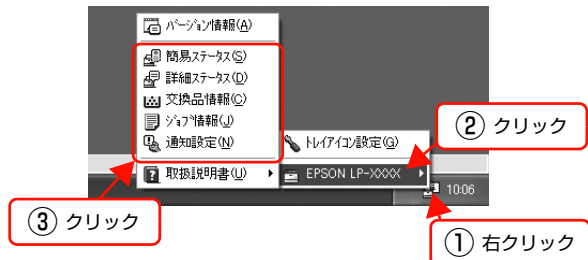 バージョン情報(A)
簡易ステータス(S)
詳細ステータス(D)
交換品情報(C)
ジョブ情報(J)
通知設定(N)
取扱説明書(U)
トレイアイコン設定(G)
EPSON LP-XXXX
10:06
② クリック
③ クリック
① 右クリック